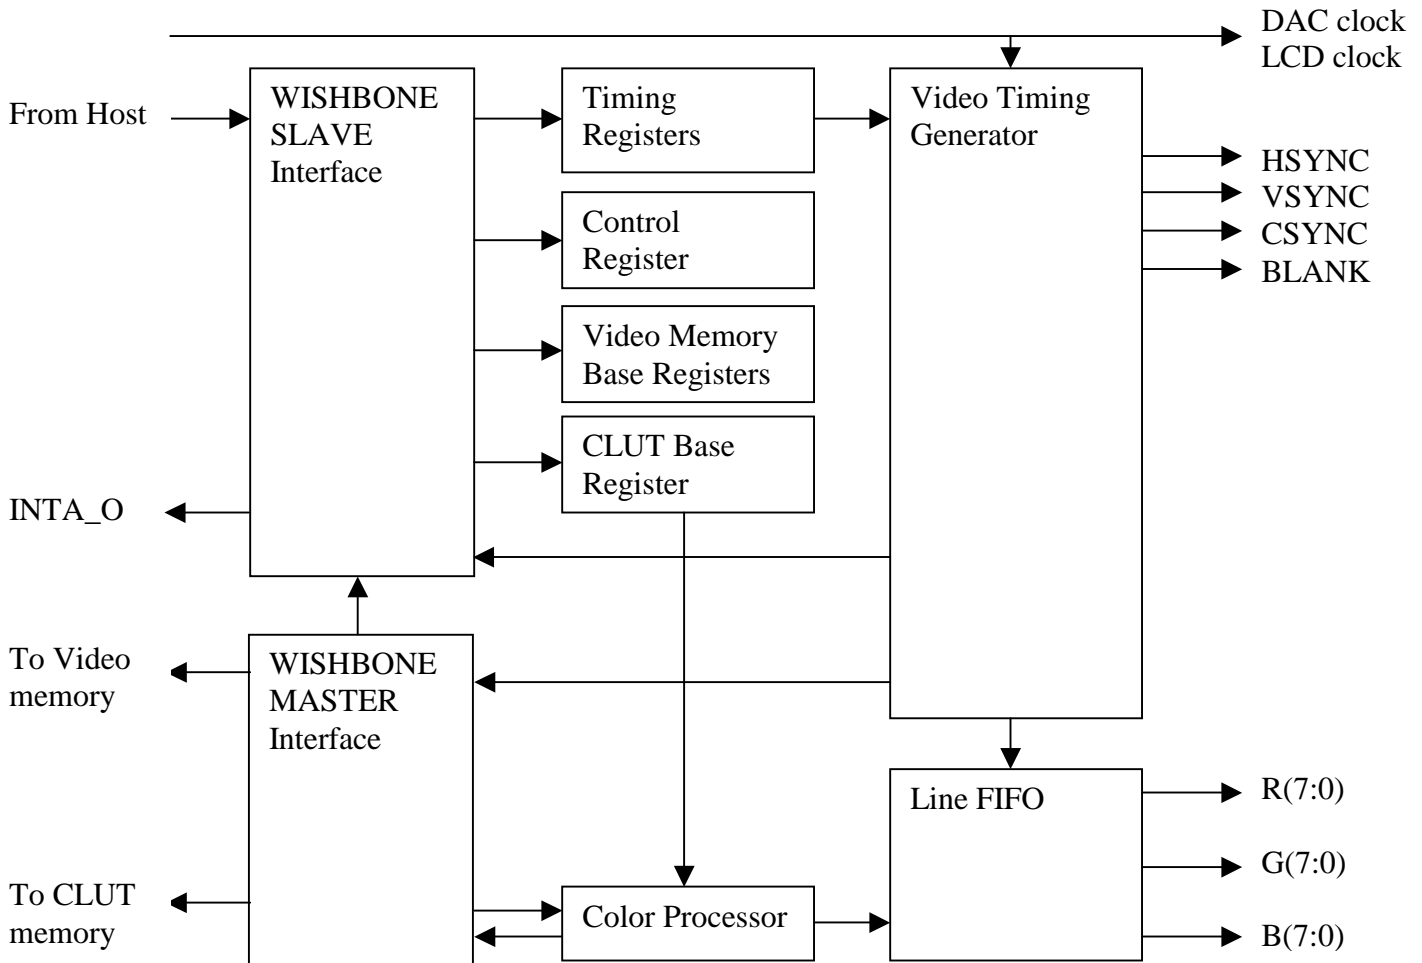 DAC clock
LCD clock
From Host
WISHBONE
SLAVE
Interface
Timing
Registers
Video Timing
Generator
HSYNC
VSYNC
CSYNC
BLANK
Control
Register
Video Memory
Base Registers
CLUT Base
Register
INTA_O
To Video
memory
WISHBONE
MASTER
Interface
Line FIFO
R(7:0)
G(7:0)
B(7:0)
To CLUT
memory
Color Processor